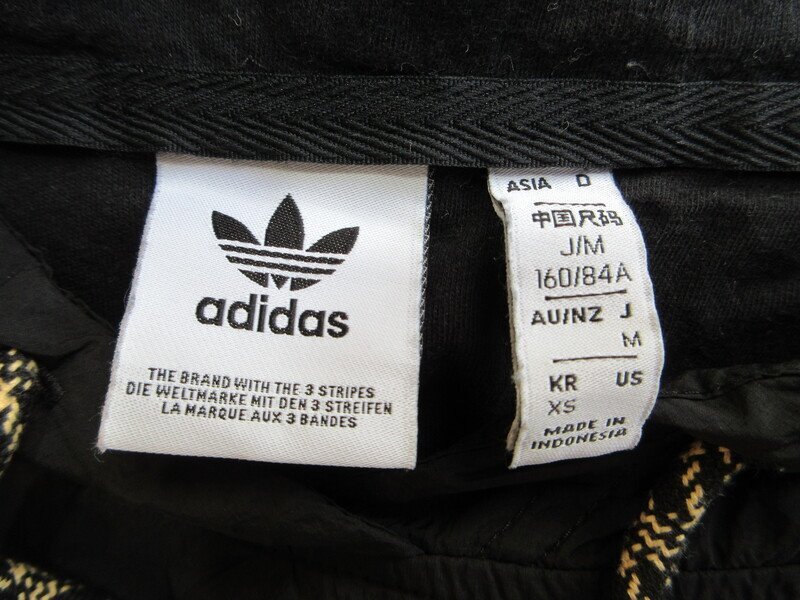 adidas
THE BRAND WITH THE 3 STRIPES
DIE WELTMARKE MIT DEN 3 STREIFEN
LA MARQUE AUX 3 BANDES
ASIA D
中国尺码
J/M
160/84A
AU/NZ J
M
KR US
XS
MADE IN
INDONESIA